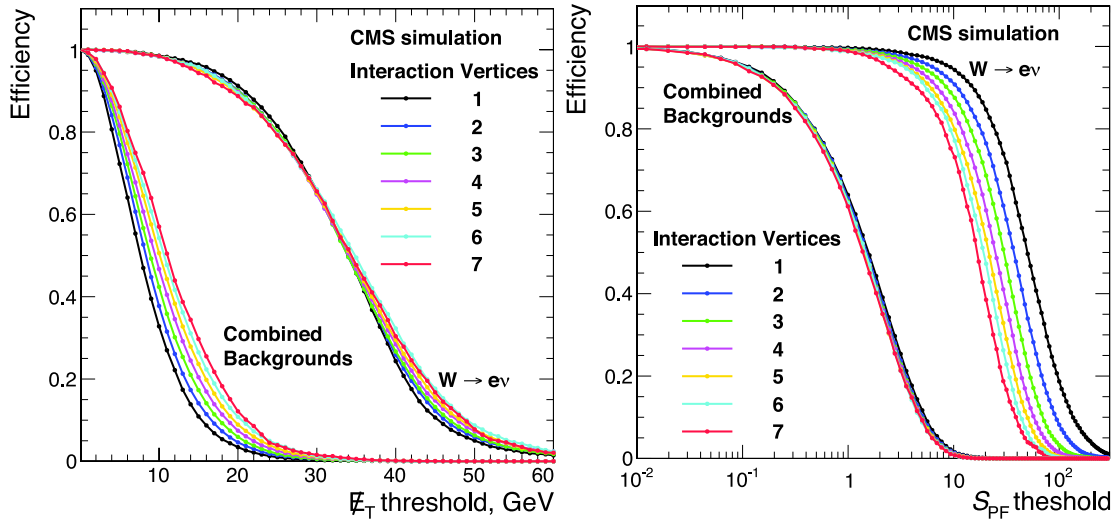 CMS simulation
Interaction Vertices
1
2
3
4
5
6
7
Combined
Backgrounds
W → eν
Efficiency
1
0.8
0.6
0.4
0.2
0
10 20 30 40 50 60
E̸_T threshold, GeV
CMS simulation
W → eν
Combined
Backgrounds
Interaction Vertices
1
2
3
4
5
6
7
Efficiency
1
0.8
0.6
0.4
0.2
0
10⁻² 10⁻¹ 1 10 10²
S_PF theshold